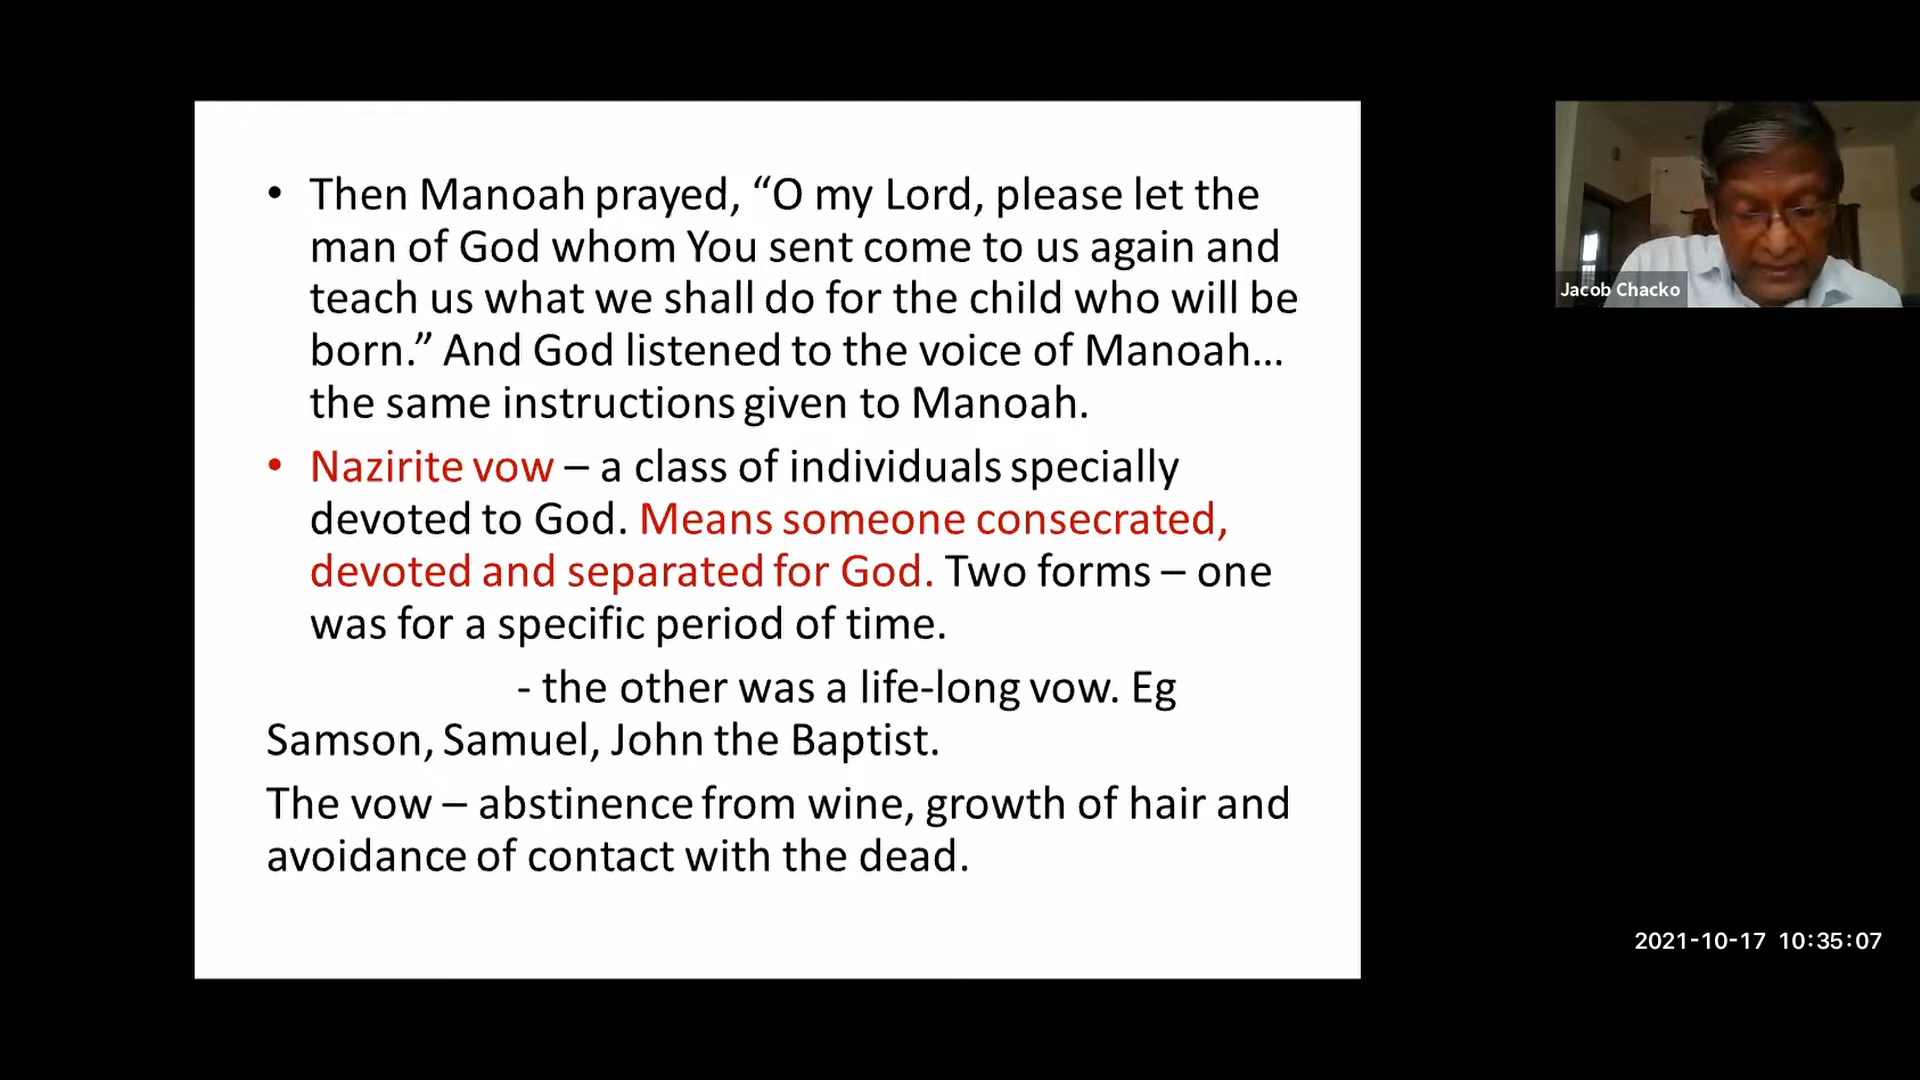 • Then Manoah prayed, “O my Lord, please let the
man of God whom You sent come to us again and
teach us what we shall do for the child who will be
born.” And God listened to the voice of Manoah…
the same instructions given to Manoah.
• Nazirite vow – a class of individuals specially
devoted to God. Means someone consecrated,
devoted and separated for God. Two forms – one
was for a specific period of time.
- the other was a life-long vow. Eg
Samson, Samuel, John the Baptist.
The vow – abstinence from wine, growth of hair and
avoidance of contact with the dead.
Jacob Chacko
2021-10-17 10:35:07